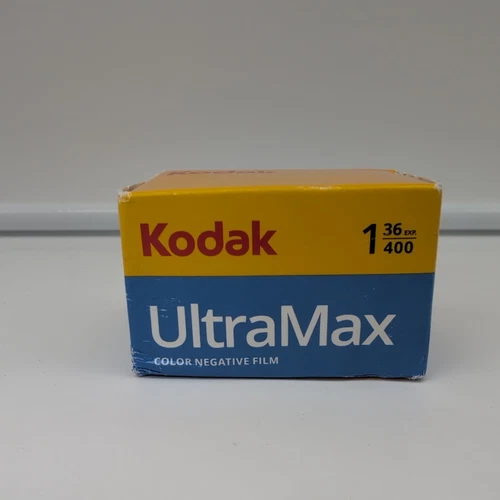 Kodak
1 36 EXP.
400
UltraMax
COLOR NEGATIVE FILM